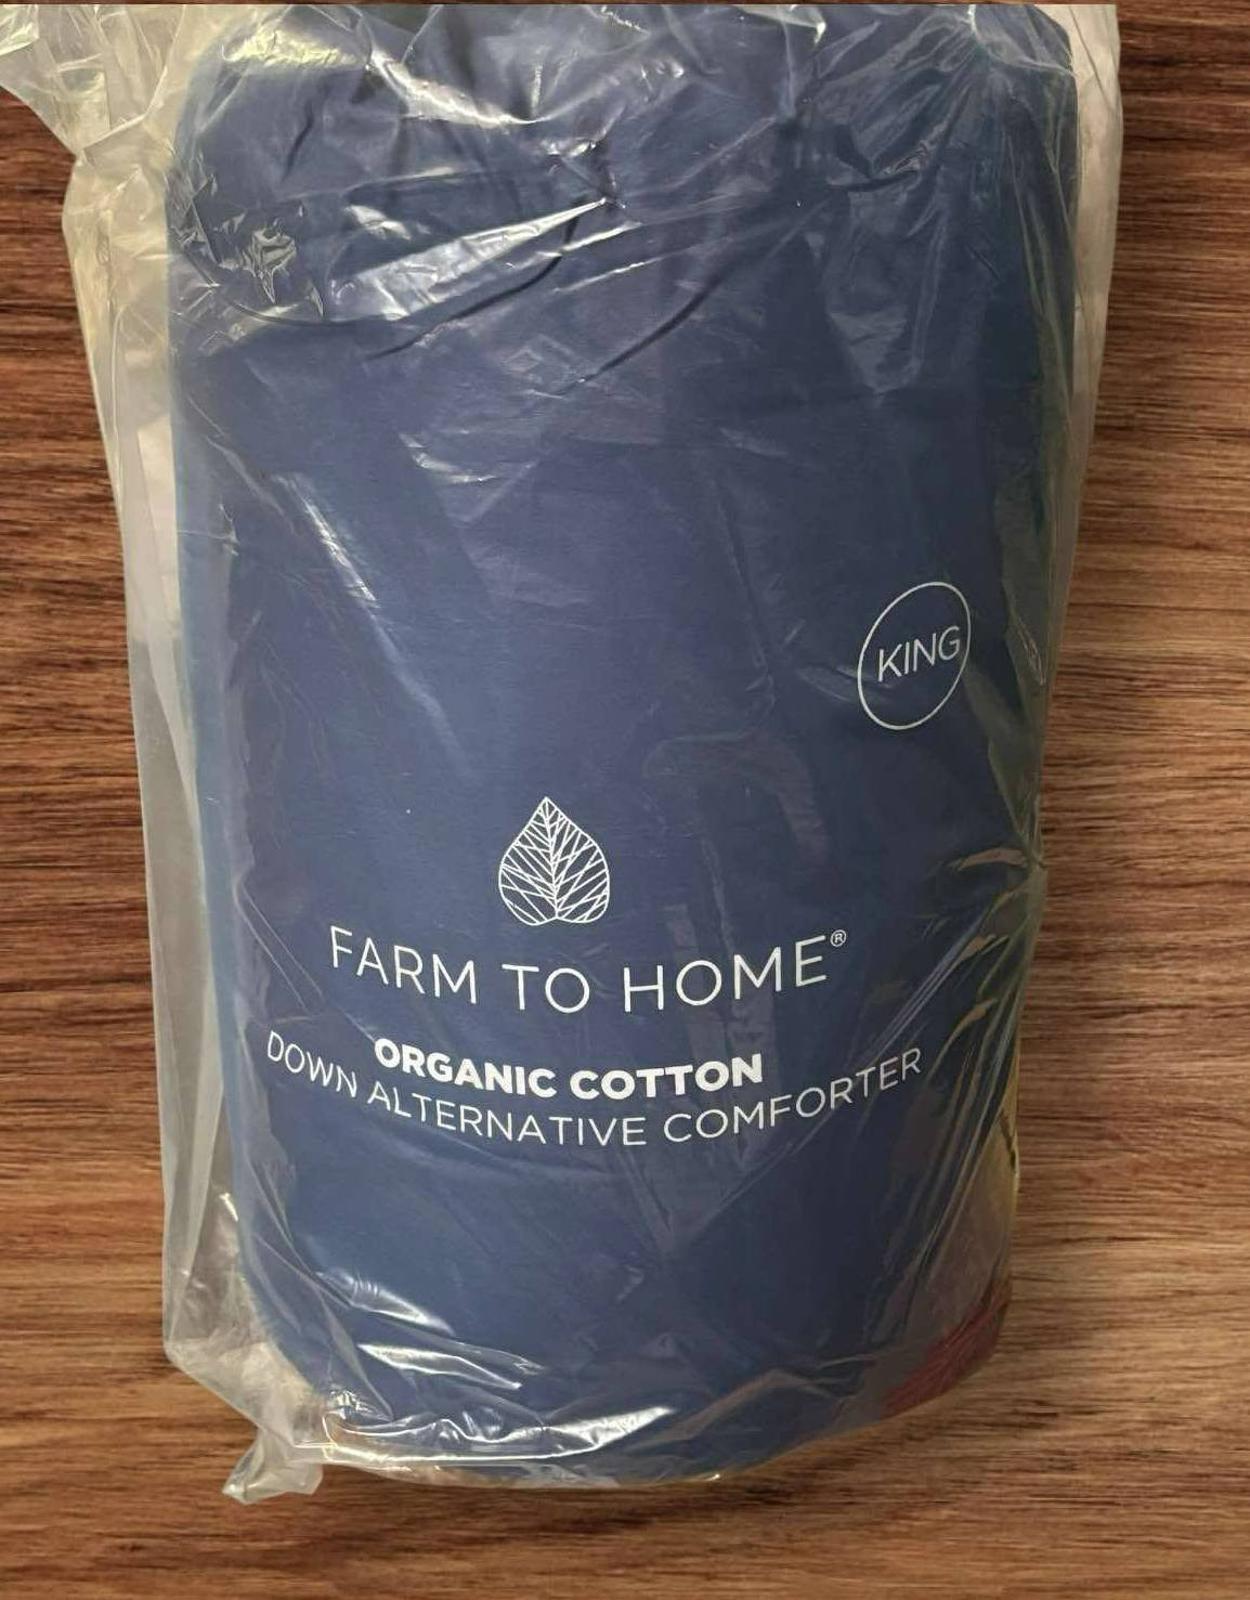 KING
FARM TO HOME®
ORGANIC COTTON
DOWN ALTERNATIVE COMFORTER